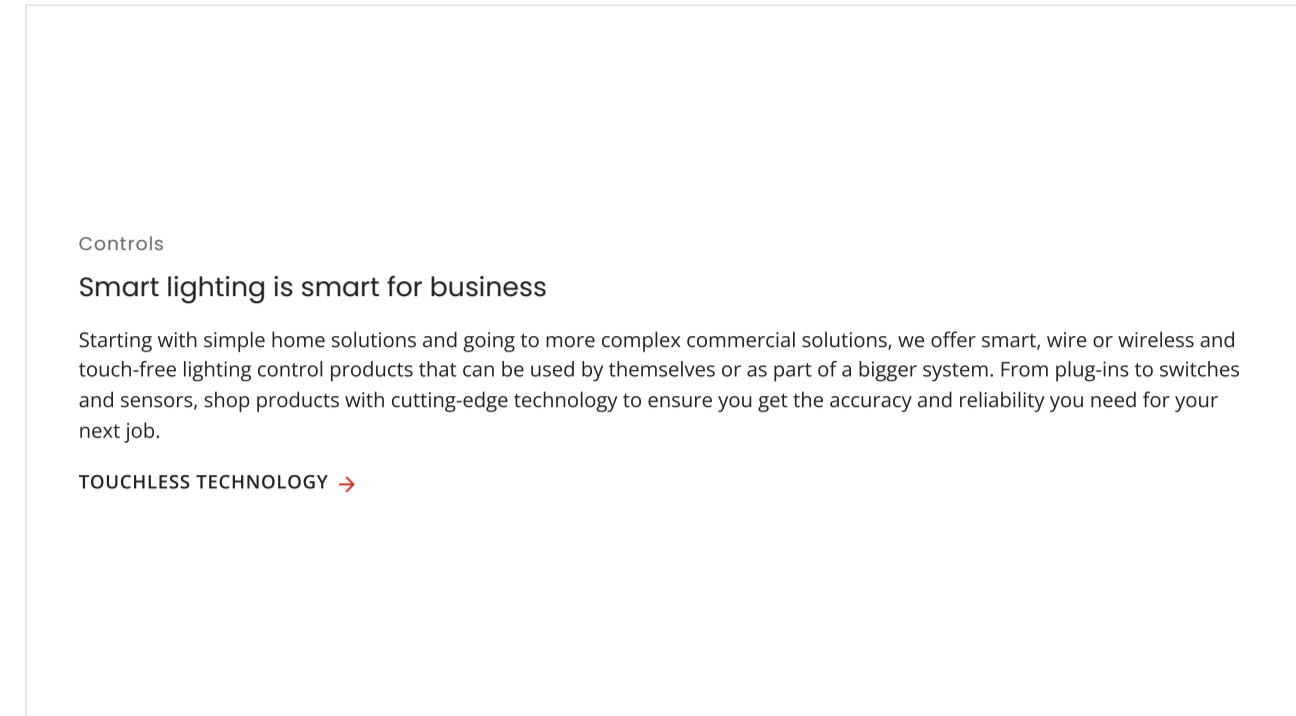 Controls
Smart lighting is smart for business
Starting with simple home solutions and going to more complex commercial solutions, we offer smart, wire or wireless and
touch-free lighting control products that can be used by themselves or as part of a bigger system. From plug-ins to switches
and sensors, shop products with cutting-edge technology to ensure you get the accuracy and reliability you need for your
next job.
TOUCHLESS TECHNOLOGY →